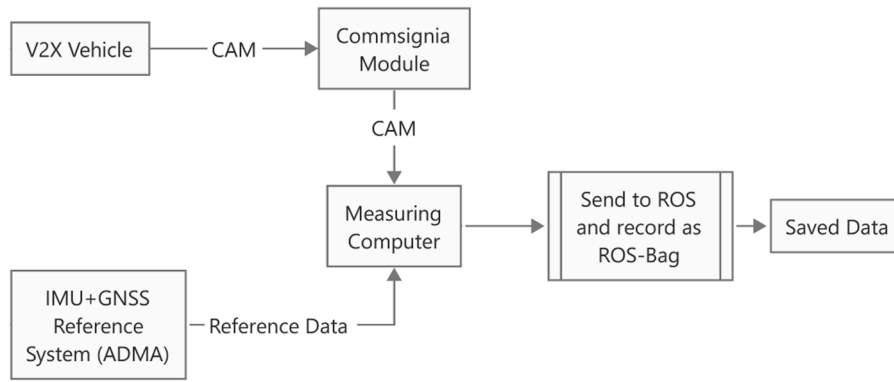 V2X Vehicle
CAM
Commsignia
Module
CAM
Measuring
Computer
Send to ROS
and record as
ROS-Bag
Saved Data
IMU+GNSS
Reference
System (ADMA)
Reference Data